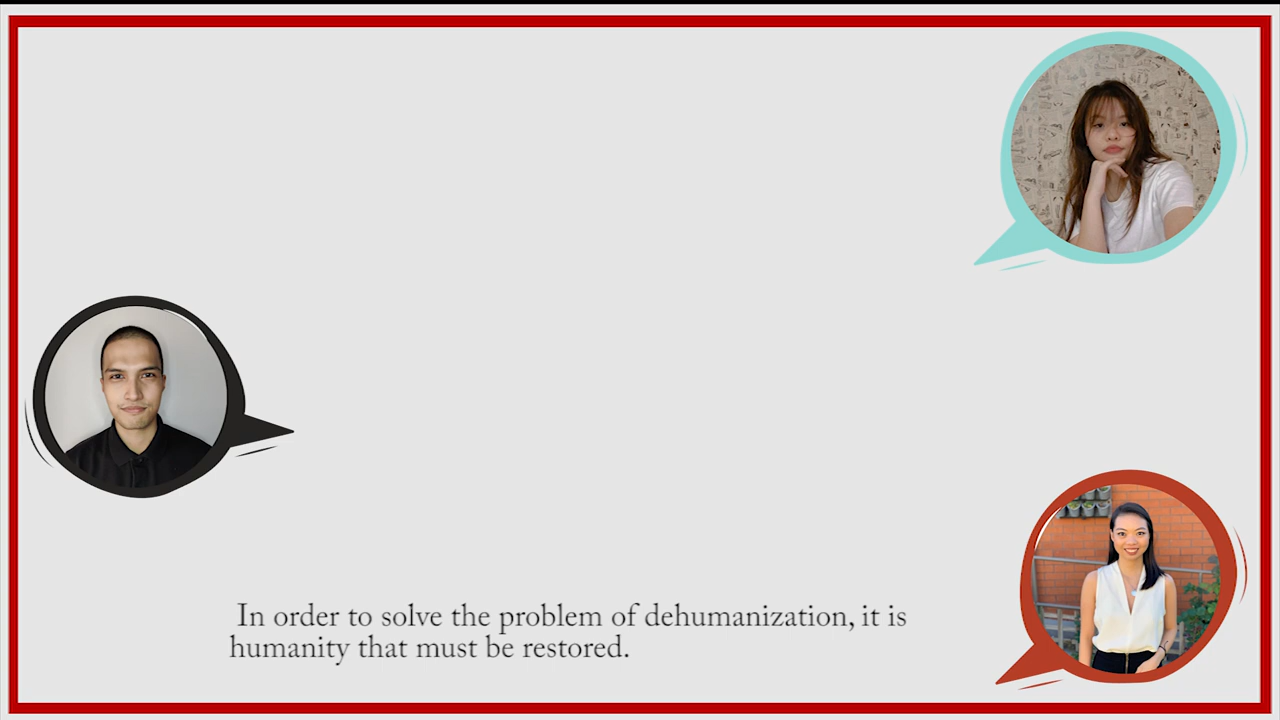 In order to solve the problem of dehumanization, it is
humanity that must be restored.